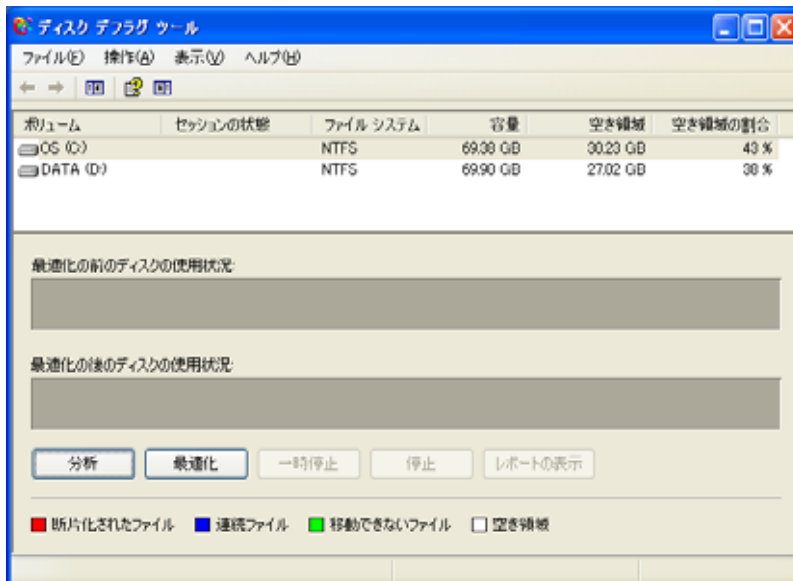 ディスク デフラグ ツール
ファイル(F) 操作(A) 表示(V) ヘルプ(H)
ボリューム セッションの状態 ファイル システム 容量 空き領域 空き領域の割合
OS (C:) NTFS 69.38 GB 30.23 GB 43 %
DATA (D:) NTFS 69.90 GB 27.02 GB 38 %
最適化の前のディスクの使用状況:
最適化の後のディスクの使用状況:
分析 最適化 一時停止 停止 レポートの表示
断片化されたファイル 連続ファイル 移動できないファイル 空き領域